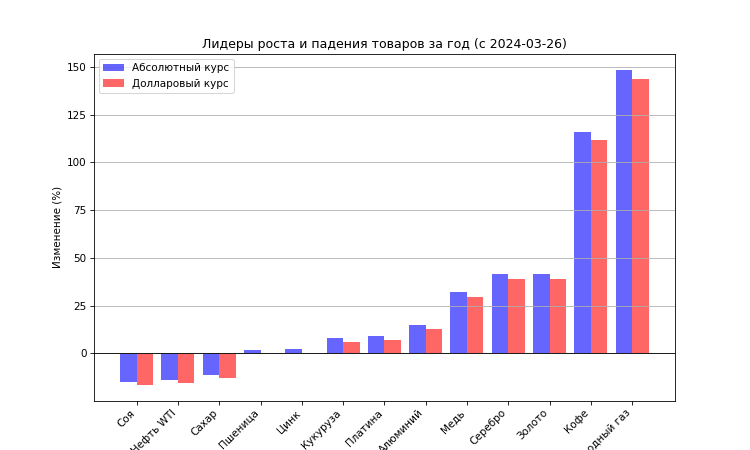 Лидеры роста и падения товаров за год (с 2024-03-26)
Абсолютный курс
Долларовый курс
Изменение (%)
150
125
100
75
50
25
0
Соя
Нефть WTI
Сахар
Пшеница
Цинк
Кукуруза
Платина
Алюминий
Медь
Серебро
Золото
Кофе
газ